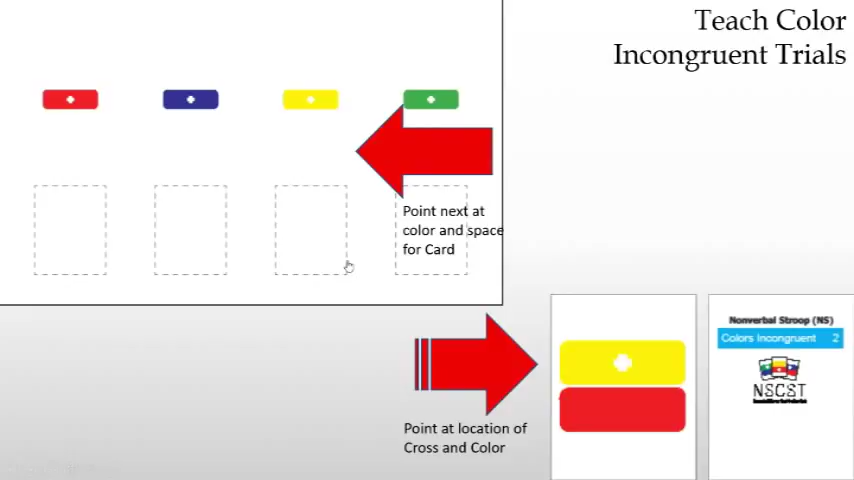 Teach Color
Incongruent Trials
Point next at
color and space
for Card
Point at location of
Cross and Color
Nonverbal Stroop (NS)
Colors Incongruent 2
NSCST